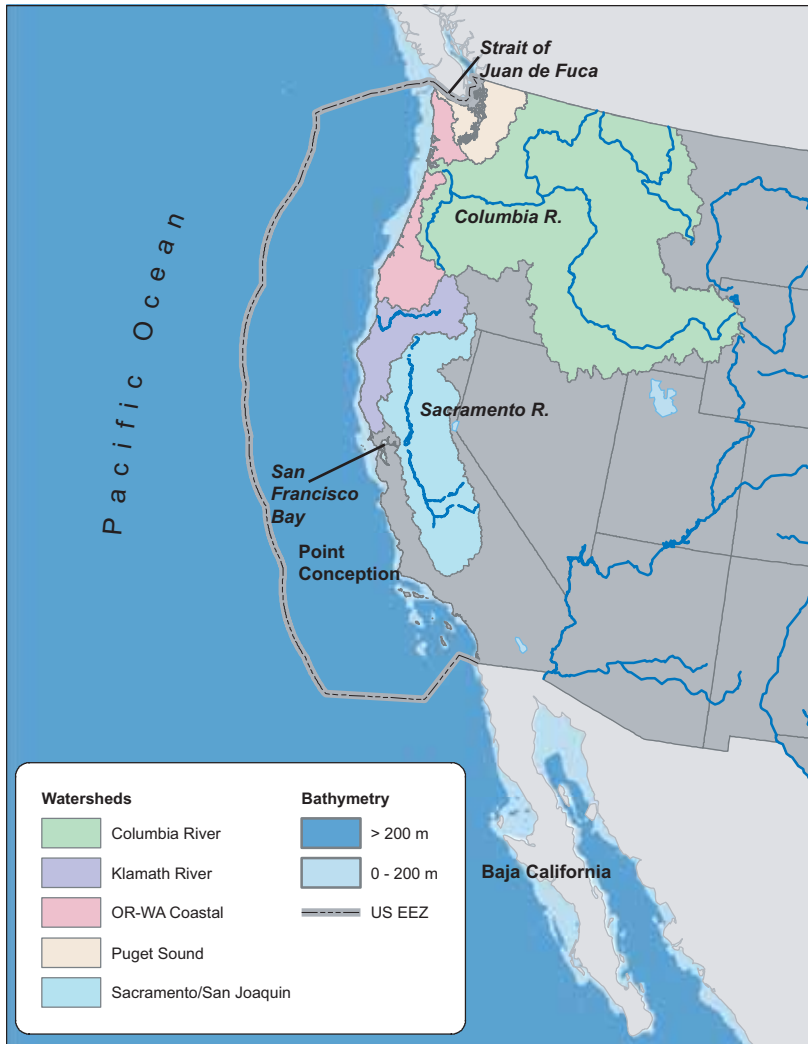 Strait of
Juan de Fuca
Columbia R.
Pacific Ocean
Sacramento R.
San
Francisco
Bay
Point
Conception
Baja California
Watersheds
Columbia River
Klamath River
OR-WA Coastal
Puget Sound
Sacramento/San Joaquin
Bathymetry
> 200 m
0 - 200 m
US EEZ